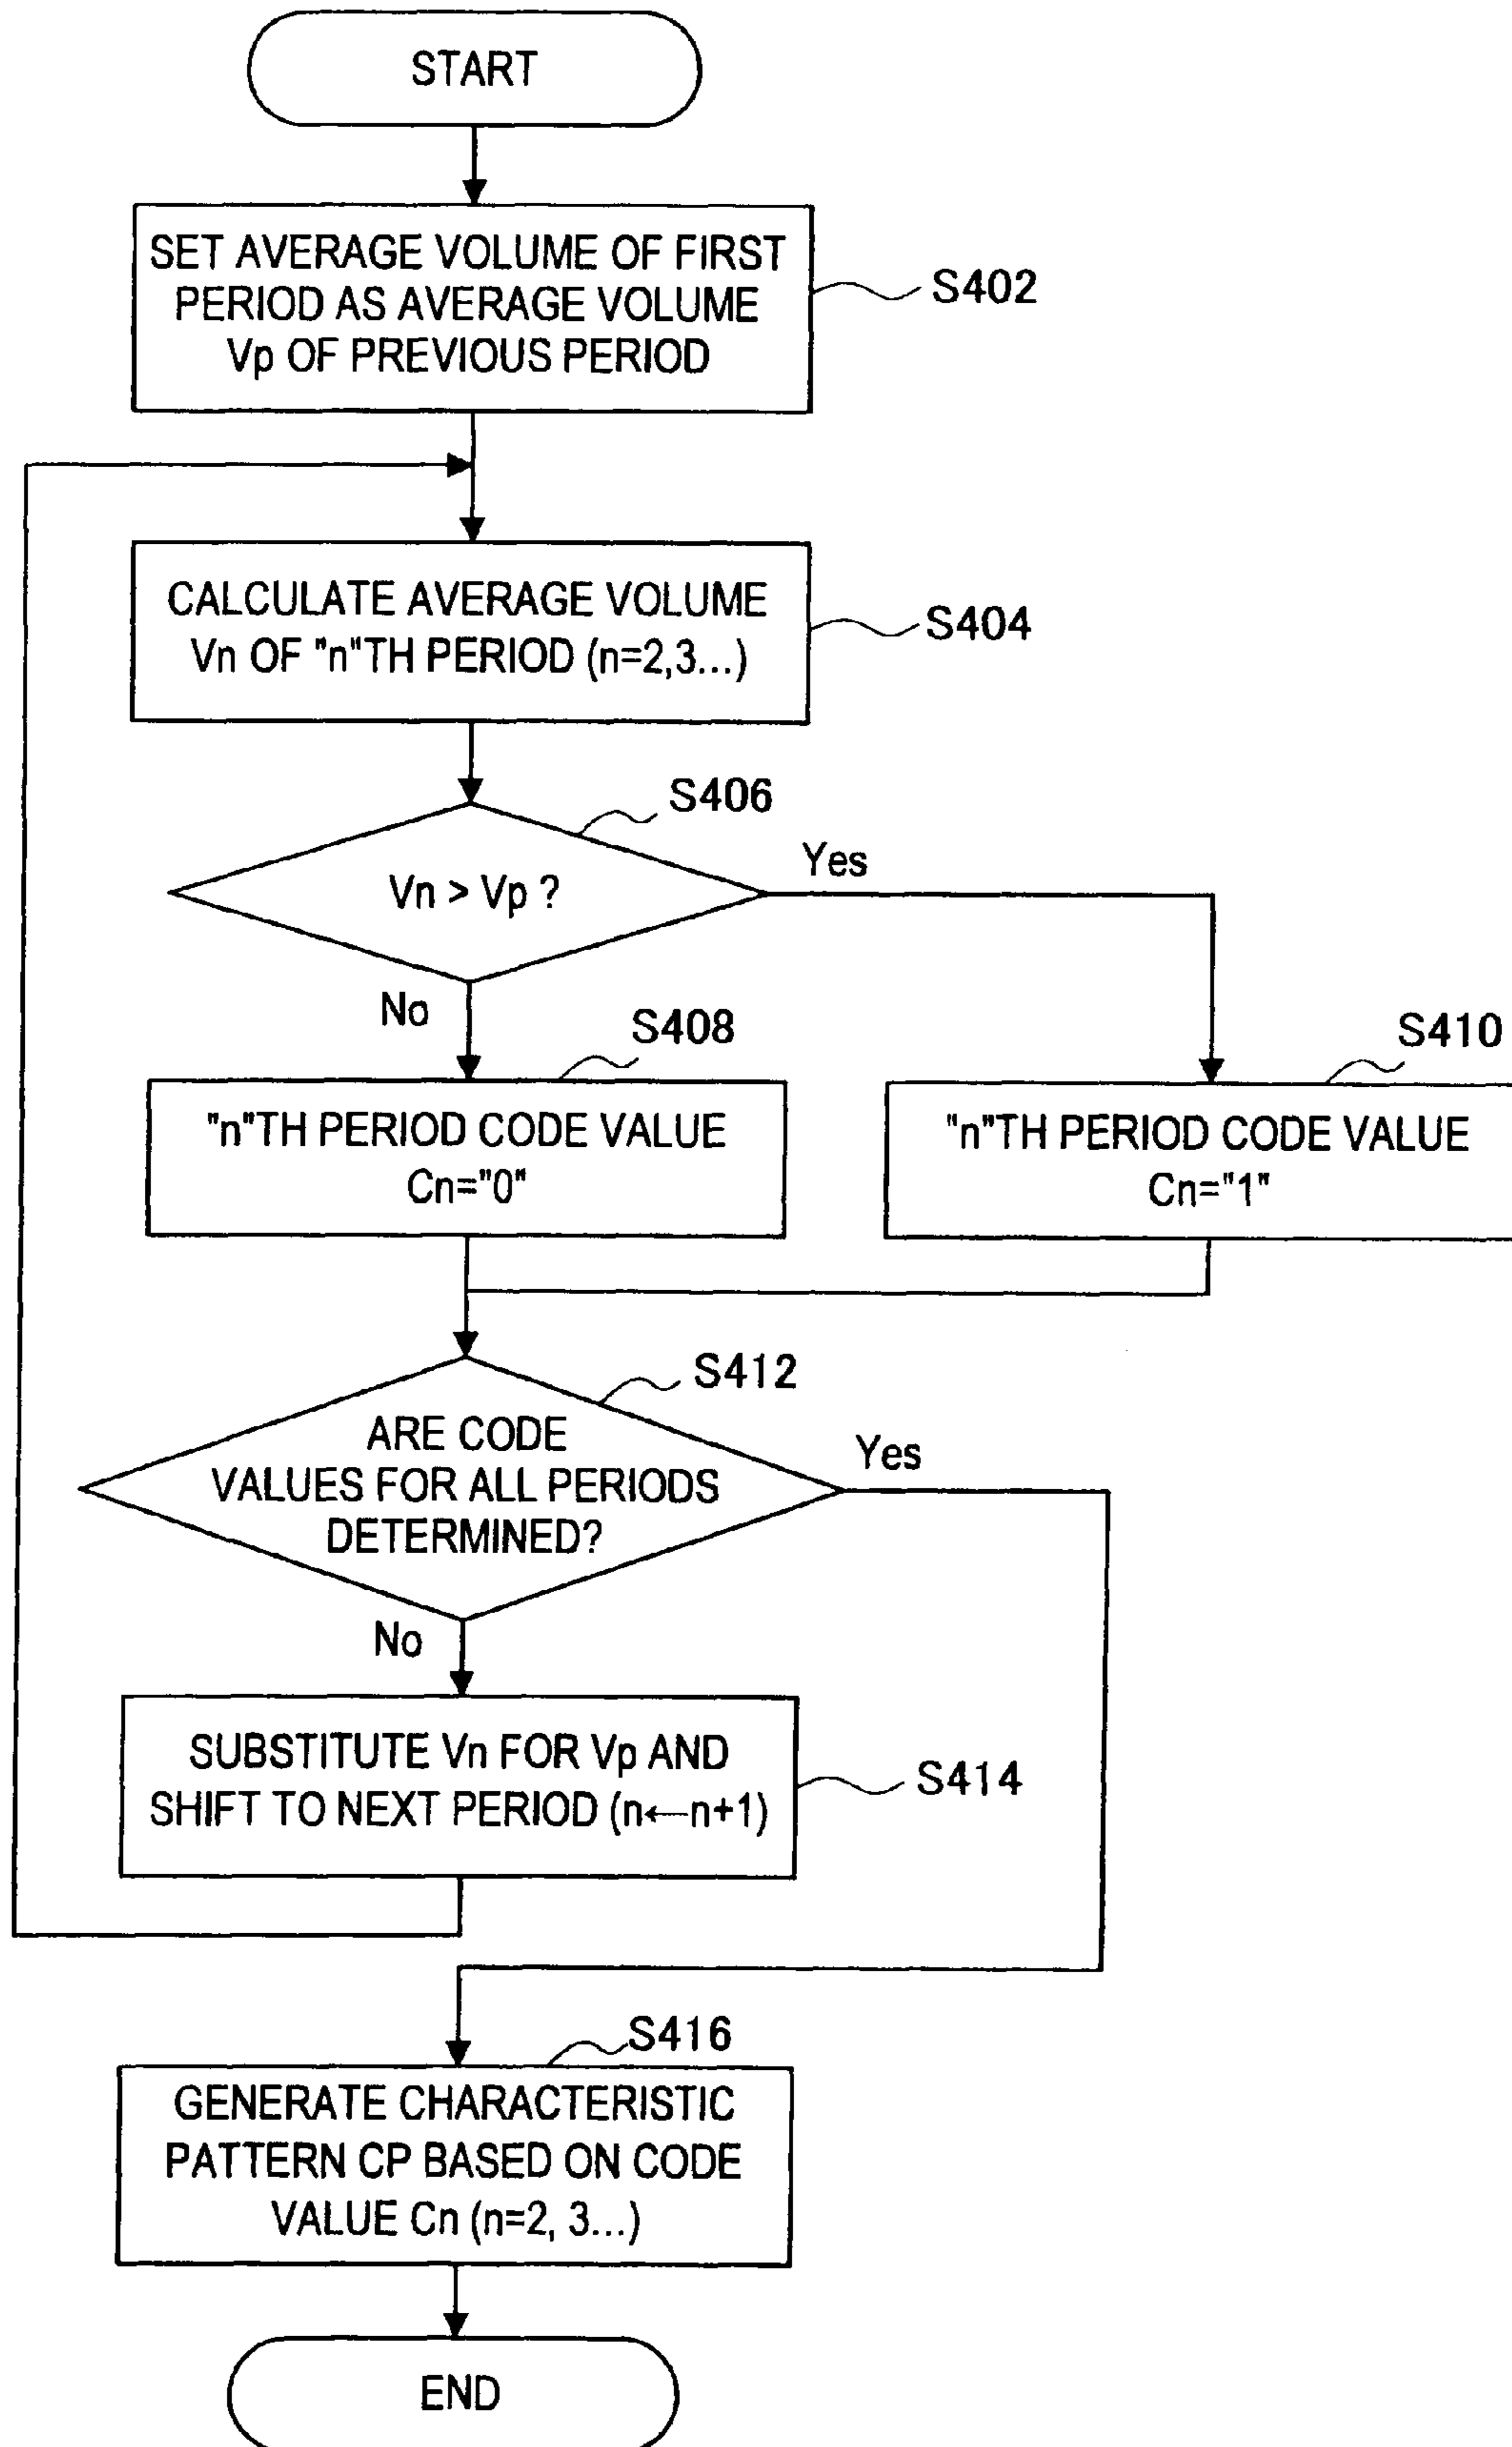 START
SET AVERAGE VOLUME OF FIRST
PERIOD AS AVERAGE VOLUME
Vp OF PREVIOUS PERIOD
S402
CALCULATE AVERAGE VOLUME
Vn OF "n"TH PERIOD (n=2,3...)
S404
S406
Vn > Vp ?
Yes
No
S408
"n"TH PERIOD CODE VALUE
Cn="0"
S410
"n"TH PERIOD CODE VALUE
Cn="1"
S412
ARE CODE
VALUES FOR ALL PERIODS
DETERMINED?
Yes
No
SUBSTITUTE Vn FOR Vp AND
SHIFT TO NEXT PERIOD (n←n+1)
S414
S416
GENERATE CHARACTERISTIC
PATTERN CP BASED ON CODE
VALUE Cn (n=2, 3...)
END